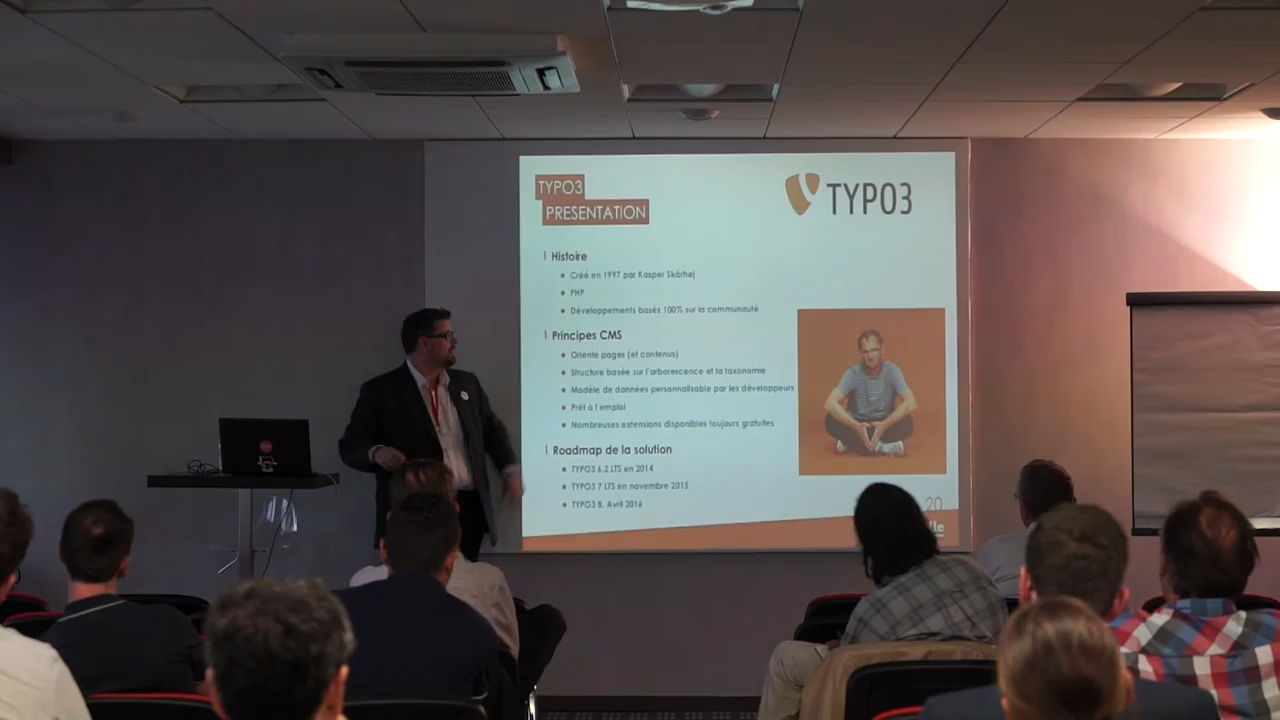 TYPO3
PRESENTATION
TYPO3
Histoire
Créé en 1997 par Kasper Skårhøj
PHP
Développements basés 100% sur la communauté
Principes CMS
Orienté pages (et contenus)
Structure basée sur l'arborescence et la taxonomie
Modèle de données personnalisable par les développeurs
Prêt à l'emploi
Nombreuses extensions disponibles toujours gratuites
Roadmap de la solution
TYPO3 6.2 LTS en 2014
TYPO3 7 LTS en novembre 2015
TYPO3 8, Avril 2016
20